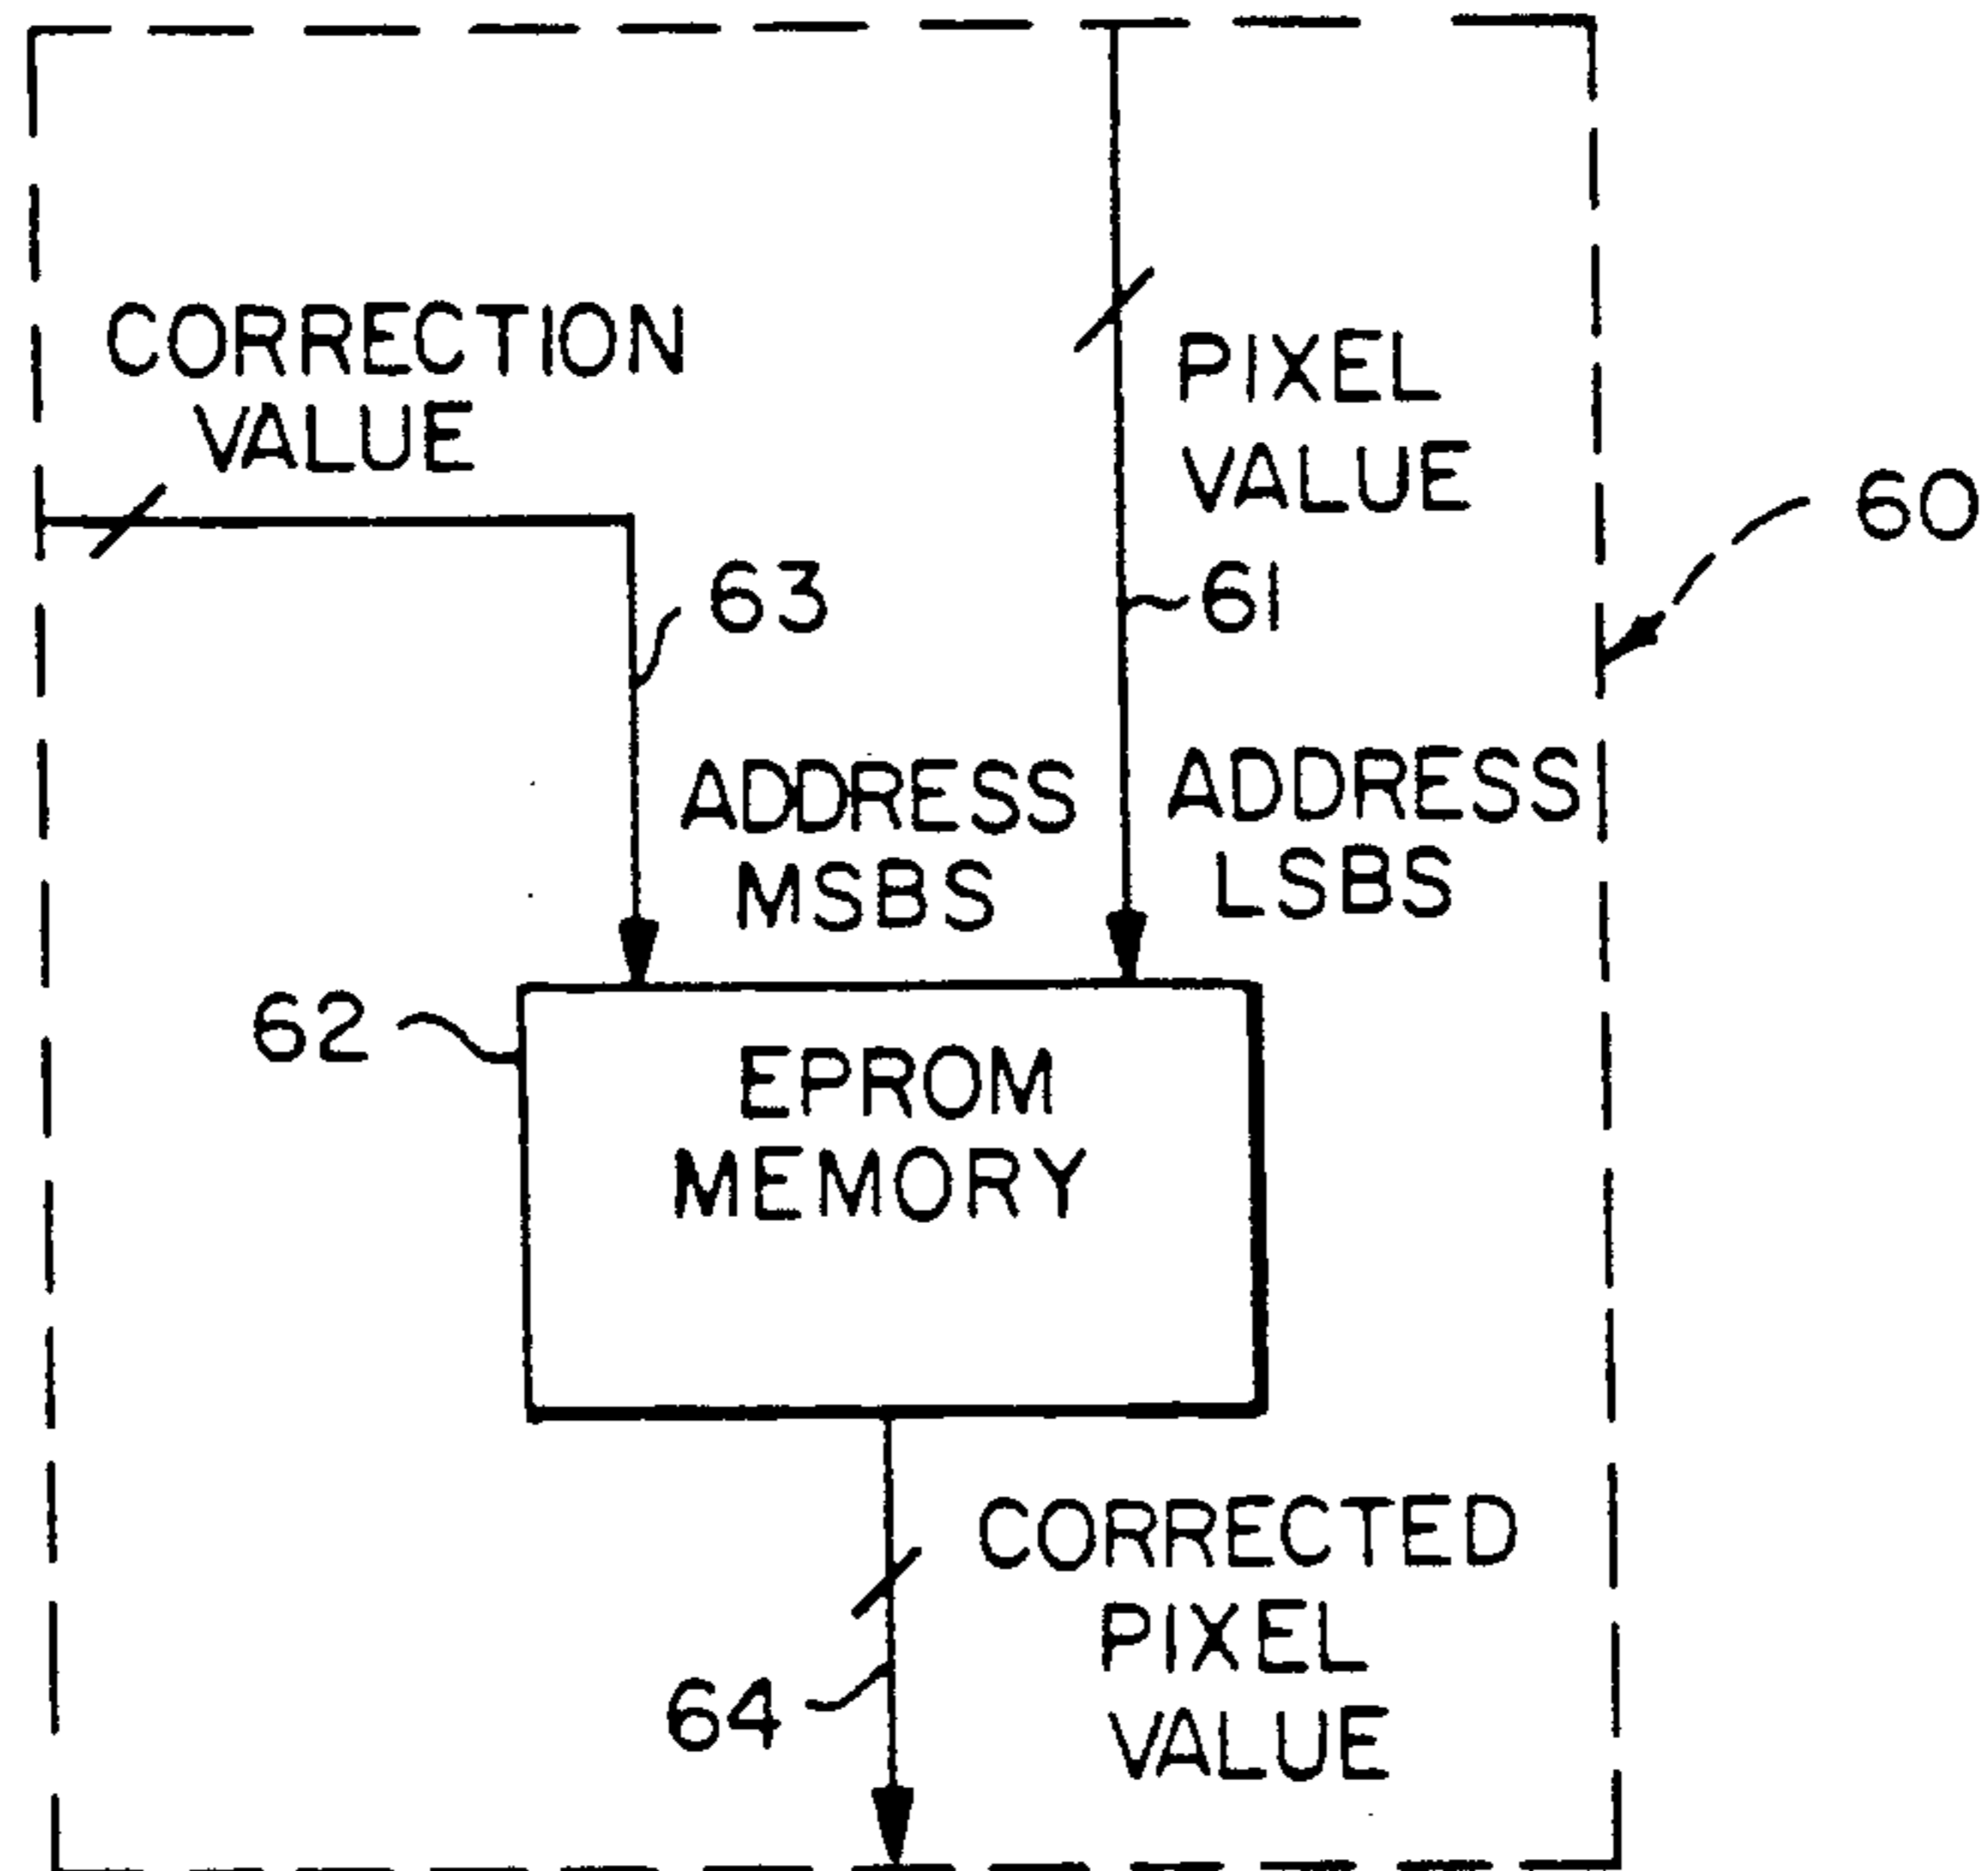 CORRECTION
VALUE
PIXEL
VALUE
60
63
61
ADDRESS
MSBS
ADDRESS
LSBS
62
EPROM
MEMORY
CORRECTED
PIXEL
VALUE
64